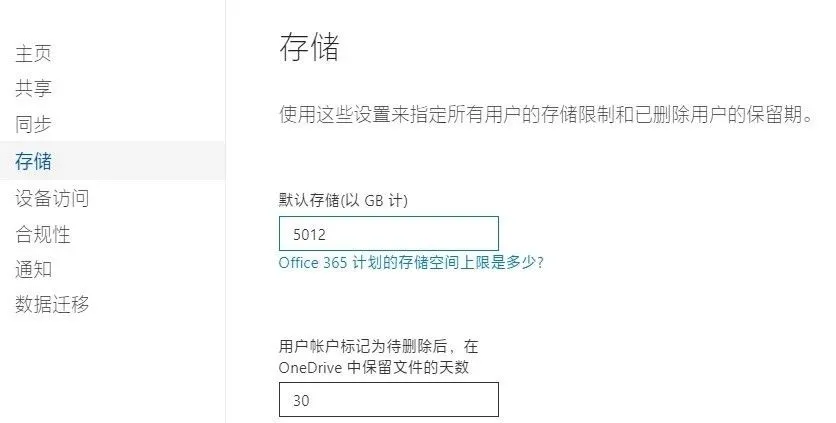 主页
共享
同步
存储
设备访问
合规性
通知
数据迁移
存储
使用这些设置来指定所有用户的存储限制和已删除用户的保留期。
默认存储(以 GB 计)
5012
Office 365 计划的存储空间上限是多少?
用户帐户标记为待删除后，在
OneDrive 中保留文件的天数
30